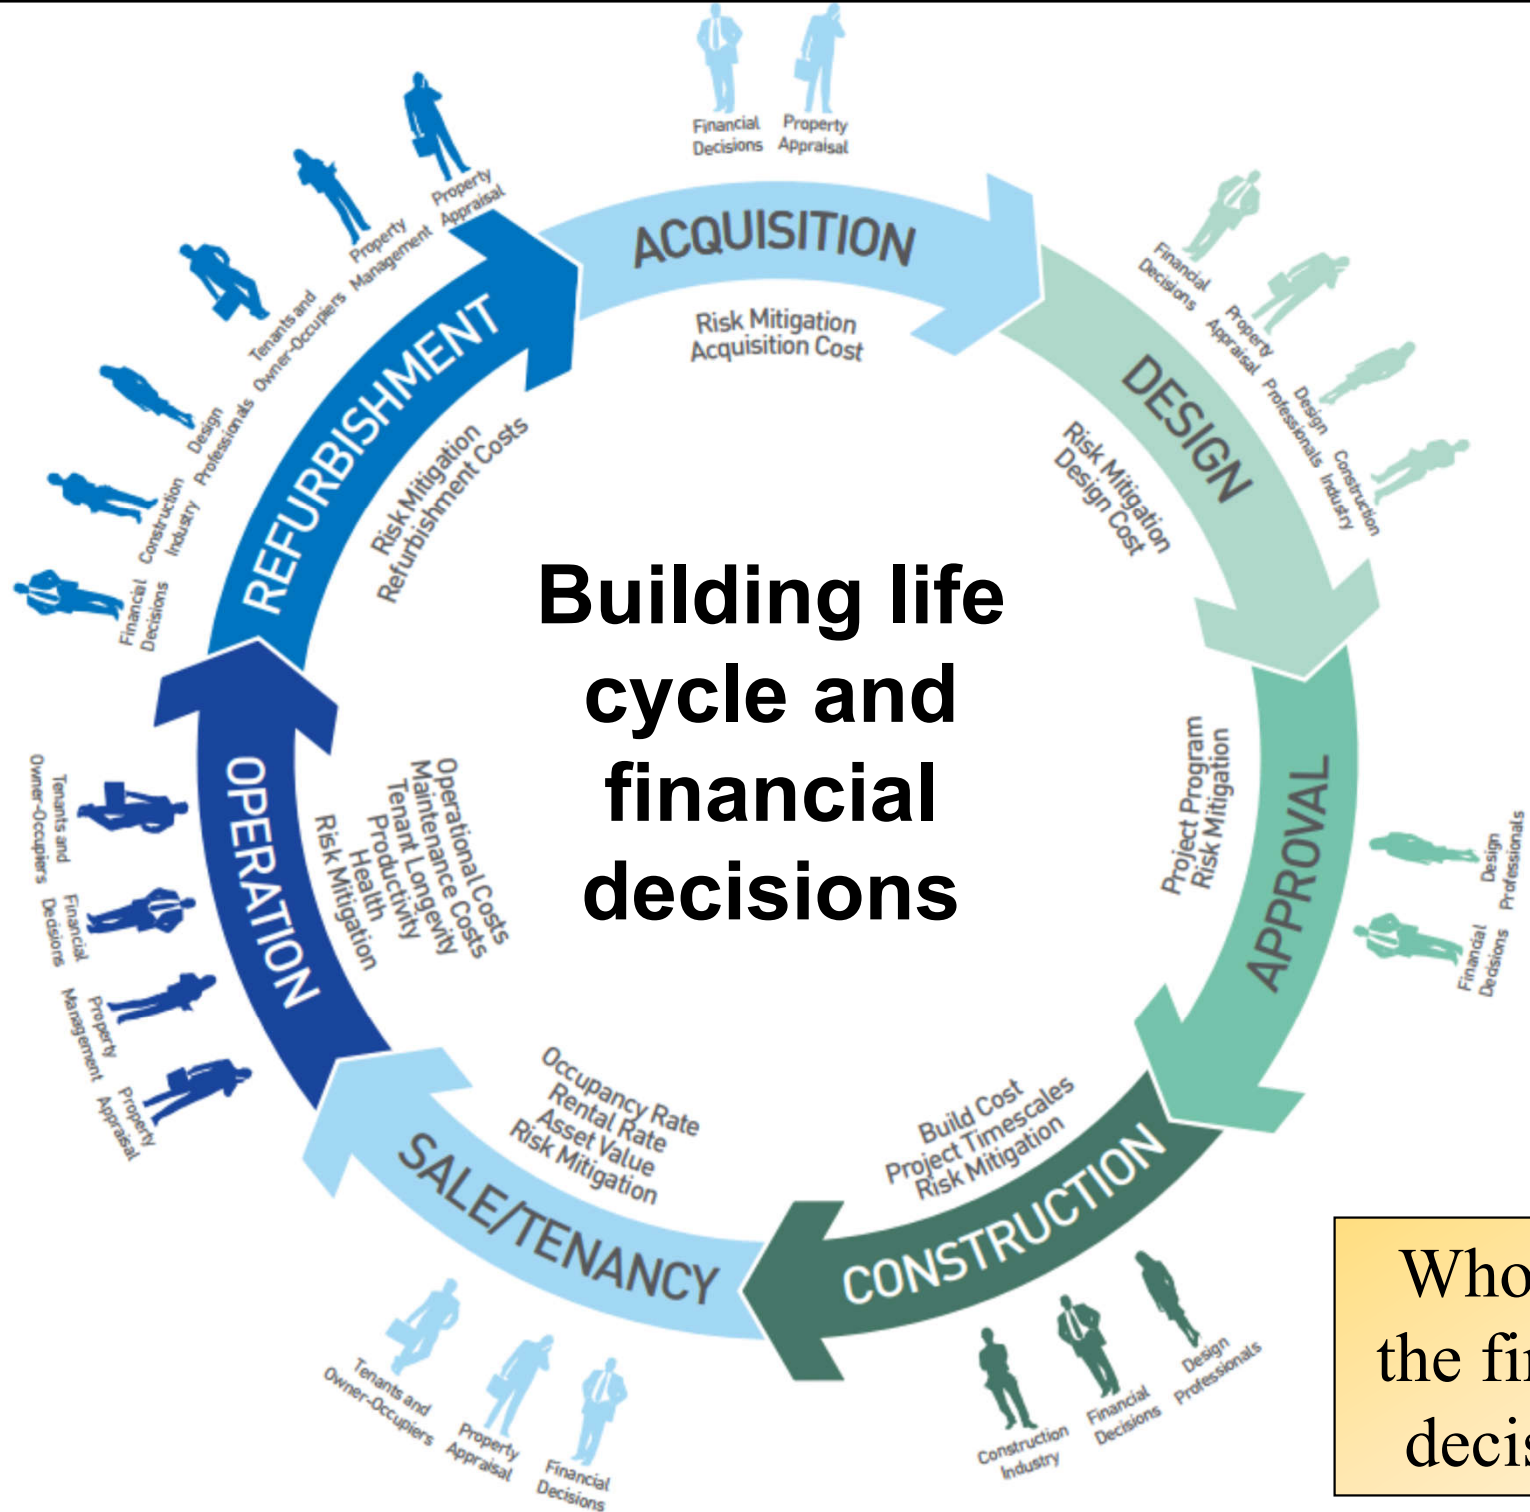 Financial
Decisions
Property
Appraisal
ACQUISITION
Risk Mitigation
Acquisition Cost
Financial
Decisions
Property
Appraisal
Design
Professionals
Construction
Industry
DESIGN
Risk Mitigation
Design Cost
APPROVAL
Project Program
Risk Mitigation
Design
Professionals
Financial
Decisions
CONSTRUCTION
Build Cost
Project Timescales
Risk Mitigation
Design
Professionals
Financial
Decisions
Construction
Industry
SALE/TENANCY
Occupancy Rate
Rental Rate
Asset Value
Risk Mitigation
Financial
Decisions
Property
Appraisal
Tenants and
Owner-Occupiers
OPERATION
Operational Costs
Maintenance Costs
Tenant Longevity
Productivity
Health
Risk Mitigation
Property
Appraisal
Property
Management
Financial
Decisions
Tenants and
Owner-Occupiers
REFURBISHMENT
Risk Mitigation
Refurbishment Costs
Financial
Decisions
Construction
Industry
Design
Professionals
Tenants and
Owner-Occupiers
Property
Management
Property
Appraisal
Building life
cycle and
financial
decisions
Who
the